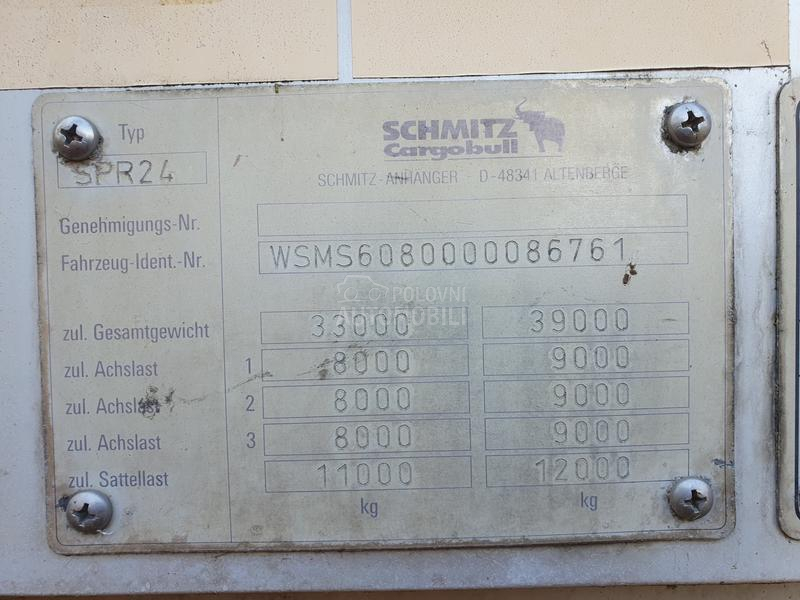 Typ
SPR24
SCHMITZ
Cargobull
SCHMITZ-ANHÄNGER - D-48341 ALTENBERGE
Genehmigungs-Nr.
Fahrzeug-Ident.-Nr. WSMS6080000086761
POLOVNI
AUTOMOBILI
zul. Gesamtgewicht 33000 39000
zul. Achslast 1 8000 9000
zul. Achslast 2 8000 9000
zul. Achslast 3 8000 9000
zul. Sattellast 11000 12000
kg kg